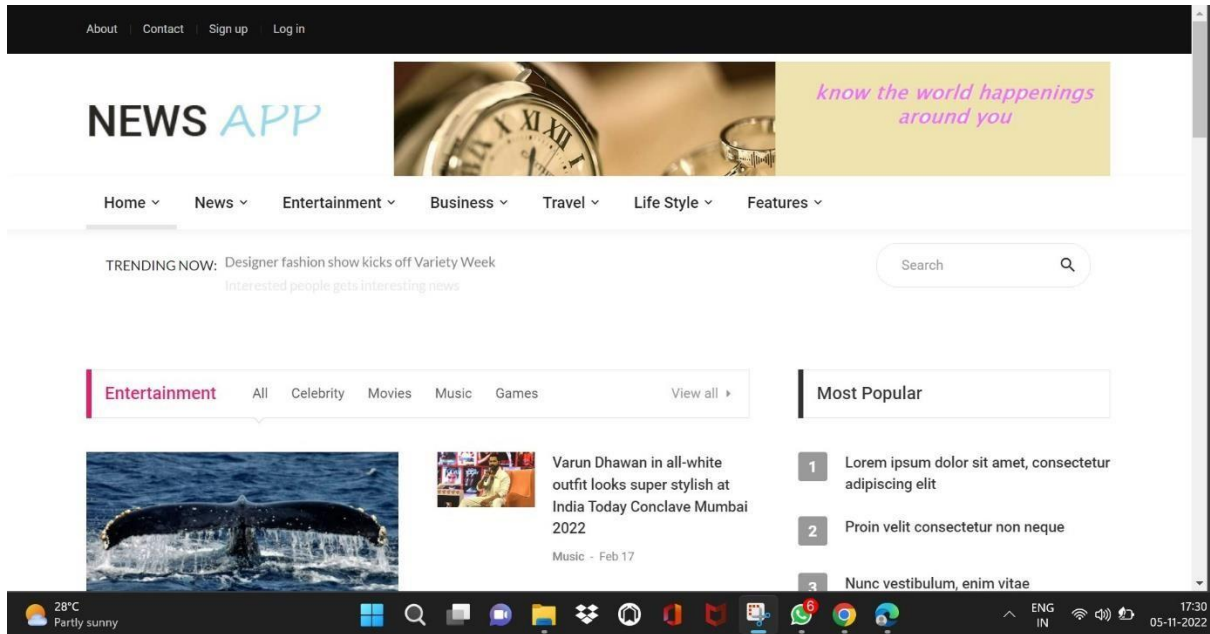 About Contact Sign up Log in
NEWS APP
know the world happenings
around you
Home News Entertainment Business Travel Life Style Features
TRENDING NOW: Designer fashion show kicks off Variety Week
Interested people gets interesting news
Search
Entertainment All Celebrity Movies Music Games View all
Most Popular
Varun Dhawan in all-white
outfit looks super stylish at
India Today Conclave Mumbai
2022
Music - Feb 17
1 Lorem ipsum dolor sit amet, consectetur
adipiscing elit
2 Proin velit consectetur non neque
3 Nunc vestibulum, enim vitae
28°C
Partly sunny
6
ENG
IN
17:30
05-11-2022